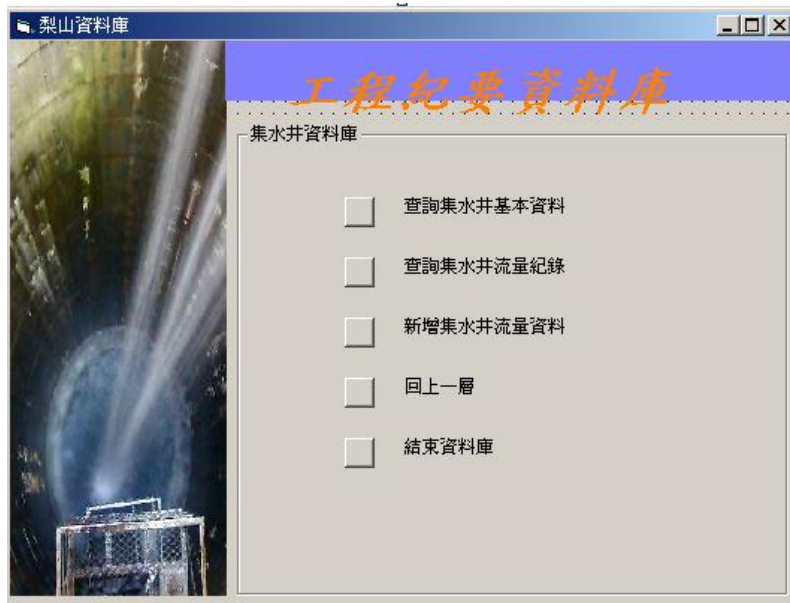 梨山資料庫
工程紀要資料庫
集水井資料庫
查詢集水井基本資料
查詢集水井流量紀錄
新增集水井流量資料
回上一層
結束資料庫